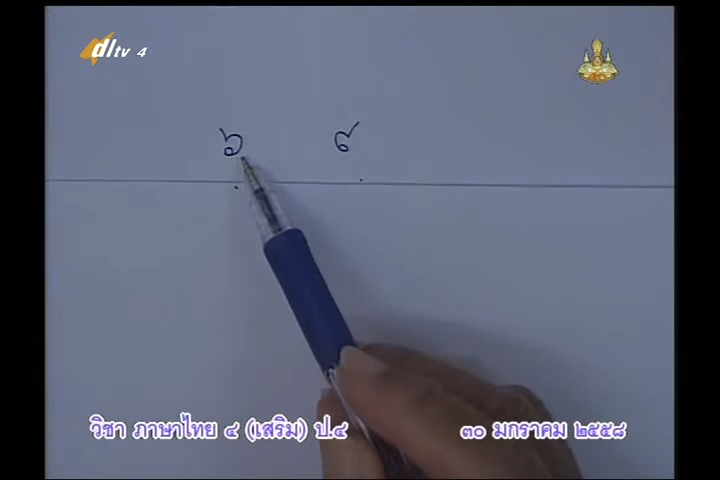 dltv 4
๖ ๙
วิชา ภาษาไทย ๔ (เสริม) ป.๔ ๓๐ มกราคม ๒๕๕๘